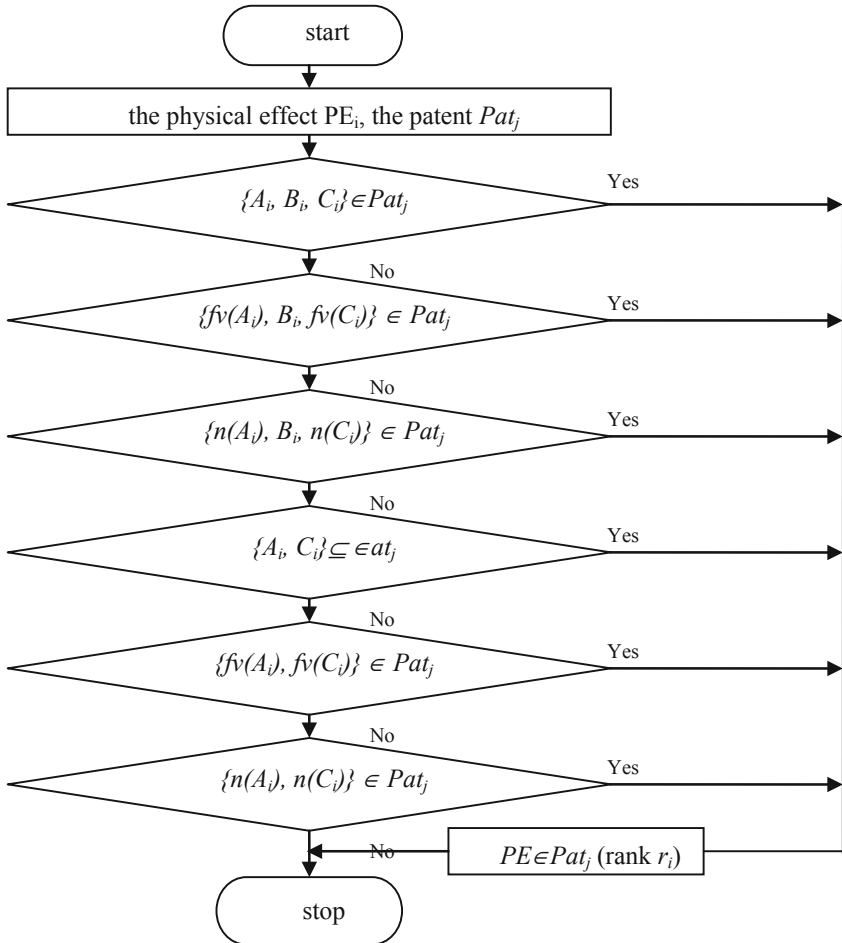 start
the physical effect PEᵢ, the patent Patⱼ
{Aᵢ, Bᵢ, Cᵢ}∈Patⱼ
Yes
No
{fv(Aᵢ), Bᵢ, fv(Cᵢ)} ∈ Patⱼ
Yes
No
{n(Aᵢ), Bᵢ, n(Cᵢ)} ∈ Patⱼ
Yes
No
{Aᵢ, Cᵢ}⊆ ∈atⱼ
Yes
No
{fv(Aᵢ), fv(Cᵢ)} ∈ Patⱼ
Yes
No
{n(Aᵢ), n(Cᵢ)} ∈ Patⱼ
Yes
No
PE∈Patⱼ (rank rᵢ)
stop